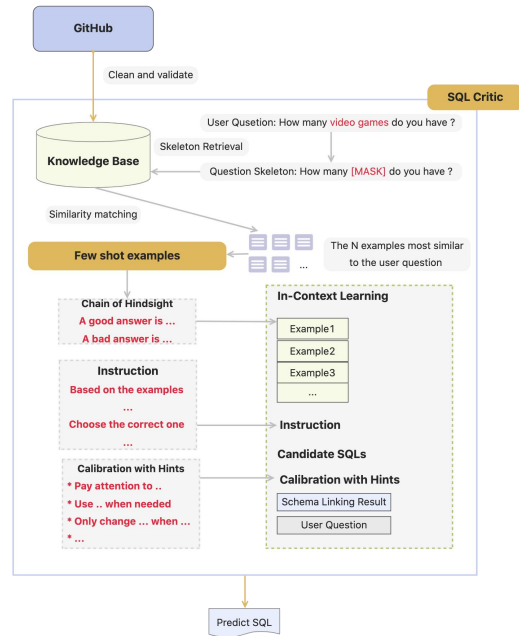 GitHub
Clean and validate
SQL Critic
User Qusetion: How many video games do you have ?
Knowledge Base
Skeleton Retrieval
Question Skeleton: How many [MASK] do you have ?
Similarity matching
The N examples most similar
to the user question
...
Few shot examples
In-Context Learning
Chain of Hindsight
A good answer is ...
A bad answer is ...
Example1
Example2
Example3
...
Instruction
Based on the examples
...
Choose the correct one
...
Instruction
Candidate SQLs
Calibration with Hints
* Pay attention to ..
* Use .. when needed
* Only change ... when ...
* ...
Calibration with Hints
Schema Linking Result
User Question
Predict SQL